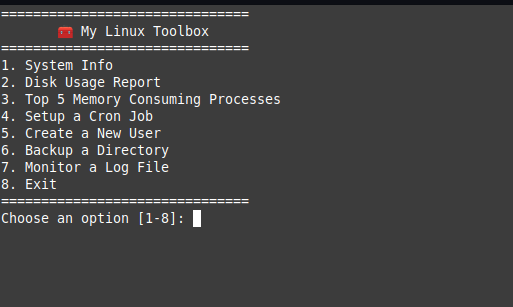 ===============================
🧰 My Linux Toolbox
===============================
1. System Info
2. Disk Usage Report
3. Top 5 Memory Consuming Processes
4. Setup a Cron Job
5. Create a New User
6. Backup a Directory
7. Monitor a Log File
8. Exit
===============================
Choose an option [1-8]: